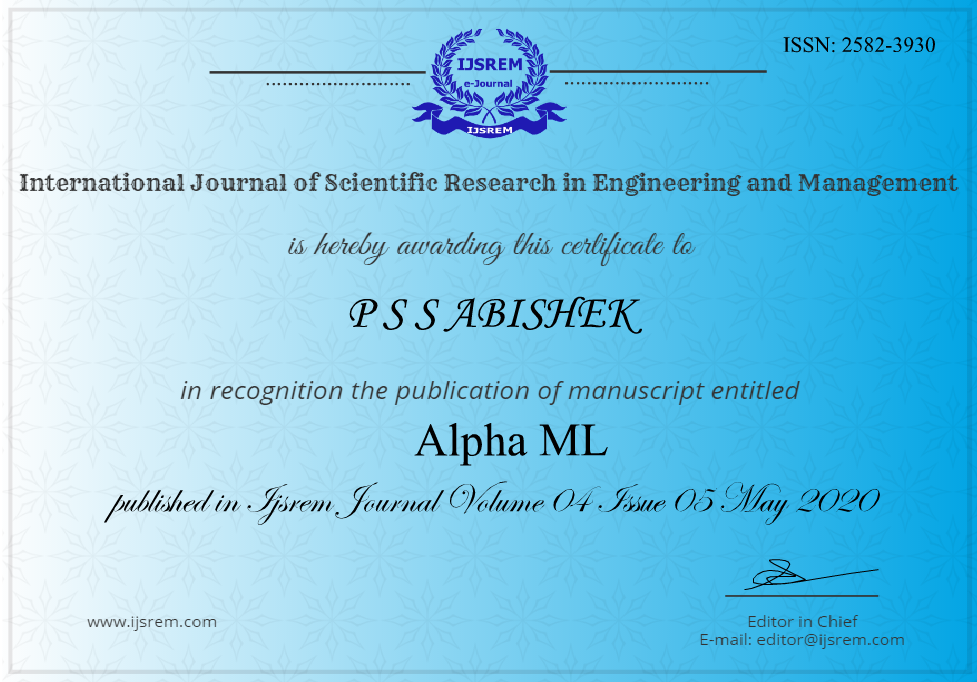 ISSN: 2582-3930
IJSREM
e-Journal
IJSREM
International Journal of Scientific Research in Engineering and Management
is hereby awarding this certificate to
P S S ABISHEK
in recognition the publication of manuscript entitled
Alpha ML
published in Ijsrem Journal Volume 04 Issue 05 May 2020
www.ijsrem.com
Editor in Chief
E-mail: editor@ijsrem.com